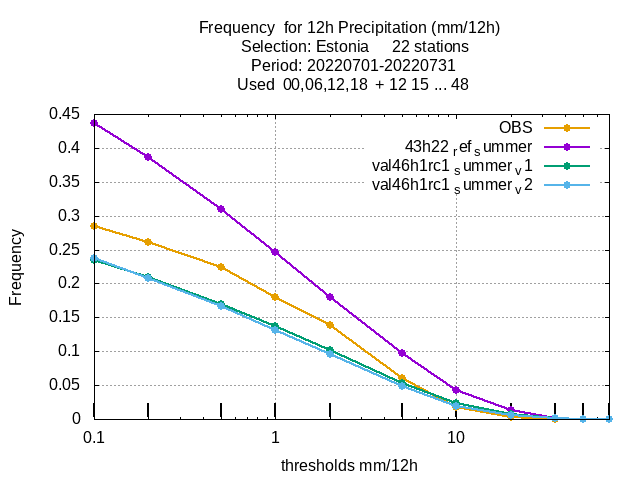 Frequency  for 12h Precipitation (mm/12h)
Selection: Estonia     22 stations
Period: 20220701-20220731
Used  00,06,12,18  + 12 15 ... 48
0.45
0.4
0.35
0.3
0.25
0.2
0.15
0.1
0.05
0
Frequency
OBS
43h22_ref_summer
val46h1rc1_summer_v1
val46h1rc1_summer_v2
0.1 1 10
thresholds mm/12h